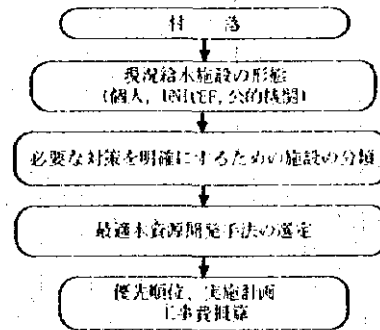 村 落
現況給水施設の形態
(個人, UNICEF, 公的機関)
必要な対策を明確にするための施設の分類
最適水資源開発手法の選定
優先順位、実施計画
工事費概算